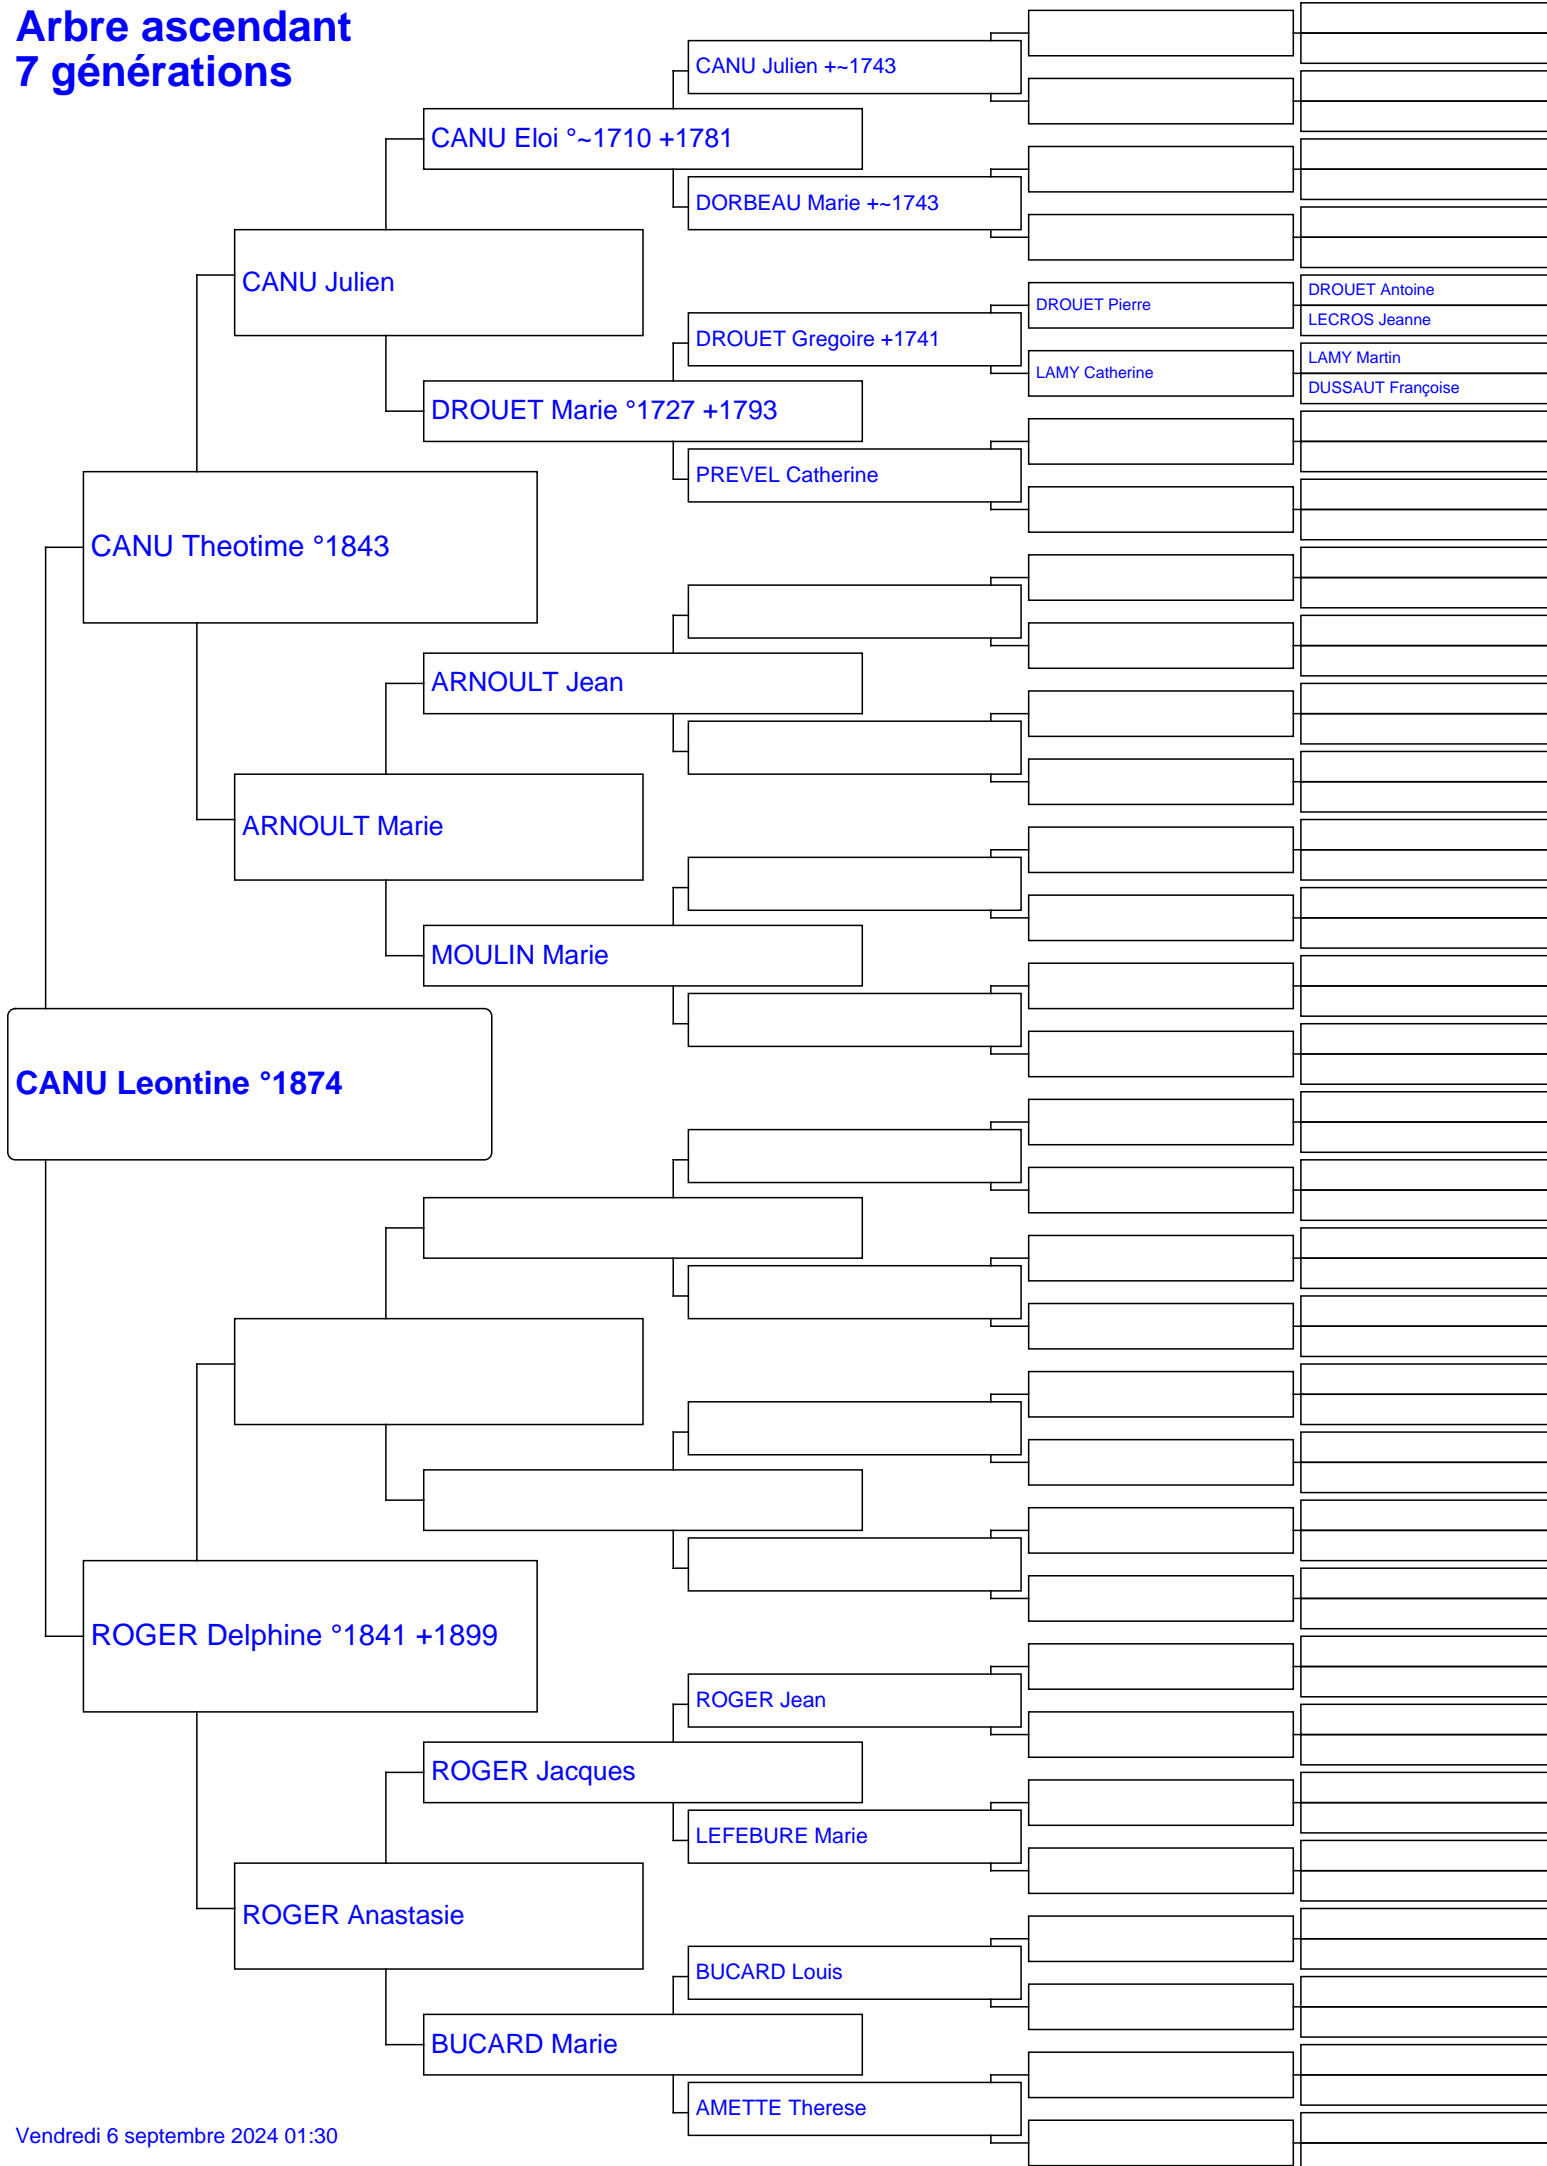 Arbre ascendant
7 générations
CANU Julien +~1743
CANU Eloi °~1710 +1781
DORBEAU Marie +~1743
CANU Julien
DROUET Antoine
DROUET Pierre
LECROS Jeanne
DROUET Gregoire +1741
LAMY Martin
LAMY Catherine
DUSSAUT Françoise
DROUET Marie °1727 +1793
PREVEL Catherine
CANU Theotime °1843
ARNOULT Jean
ARNOULT Marie
MOULIN Marie
CANU Leontine °1874
ROGER Delphine °1841 +1899
ROGER Jean
ROGER Jacques
LEFEBURE Marie
ROGER Anastasie
BUCARD Louis
BUCARD Marie
AMETTE Therese
Vendredi 6 septembre 2024 01:30